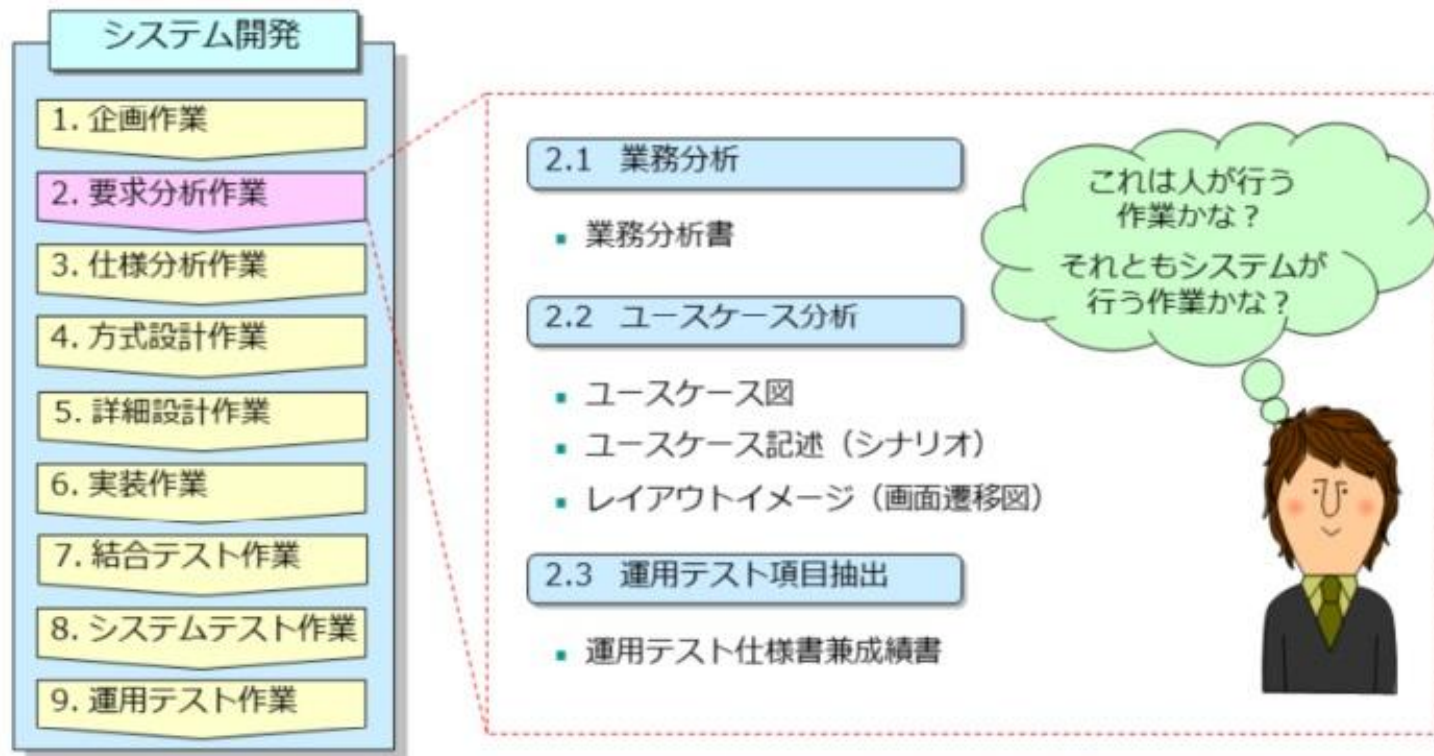 システム開発
1. 企画作業
2. 要求分析作業
3. 仕様分析作業
4. 方式設計作業
5. 詳細設計作業
6. 実装作業
7. 結合テスト作業
8. システムテスト作業
9. 運用テスト作業
2.1 業務分析
▪ 業務分析書
2.2 ユースケース分析
▪ ユースケース図
▪ ユースケース記述（シナリオ）
▪ レイアウトイメージ（画面遷移図）
2.3 運用テスト項目抽出
▪ 運用テスト仕様書兼成績書
これは人が行う
作業かな？
それともシステムが
行う作業かな？